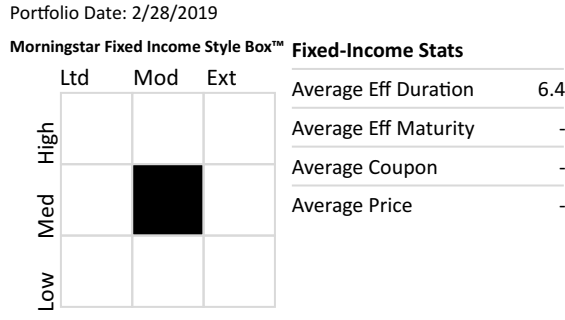 Portfolio Date: 2/28/2019
Morningstar Fixed Income Style Box™
Ltd Mod Ext
High
Med
Low
Fixed-Income Stats
Average Eff Duration 6.4
Average Eff Maturity -
Average Coupon -
Average Price -